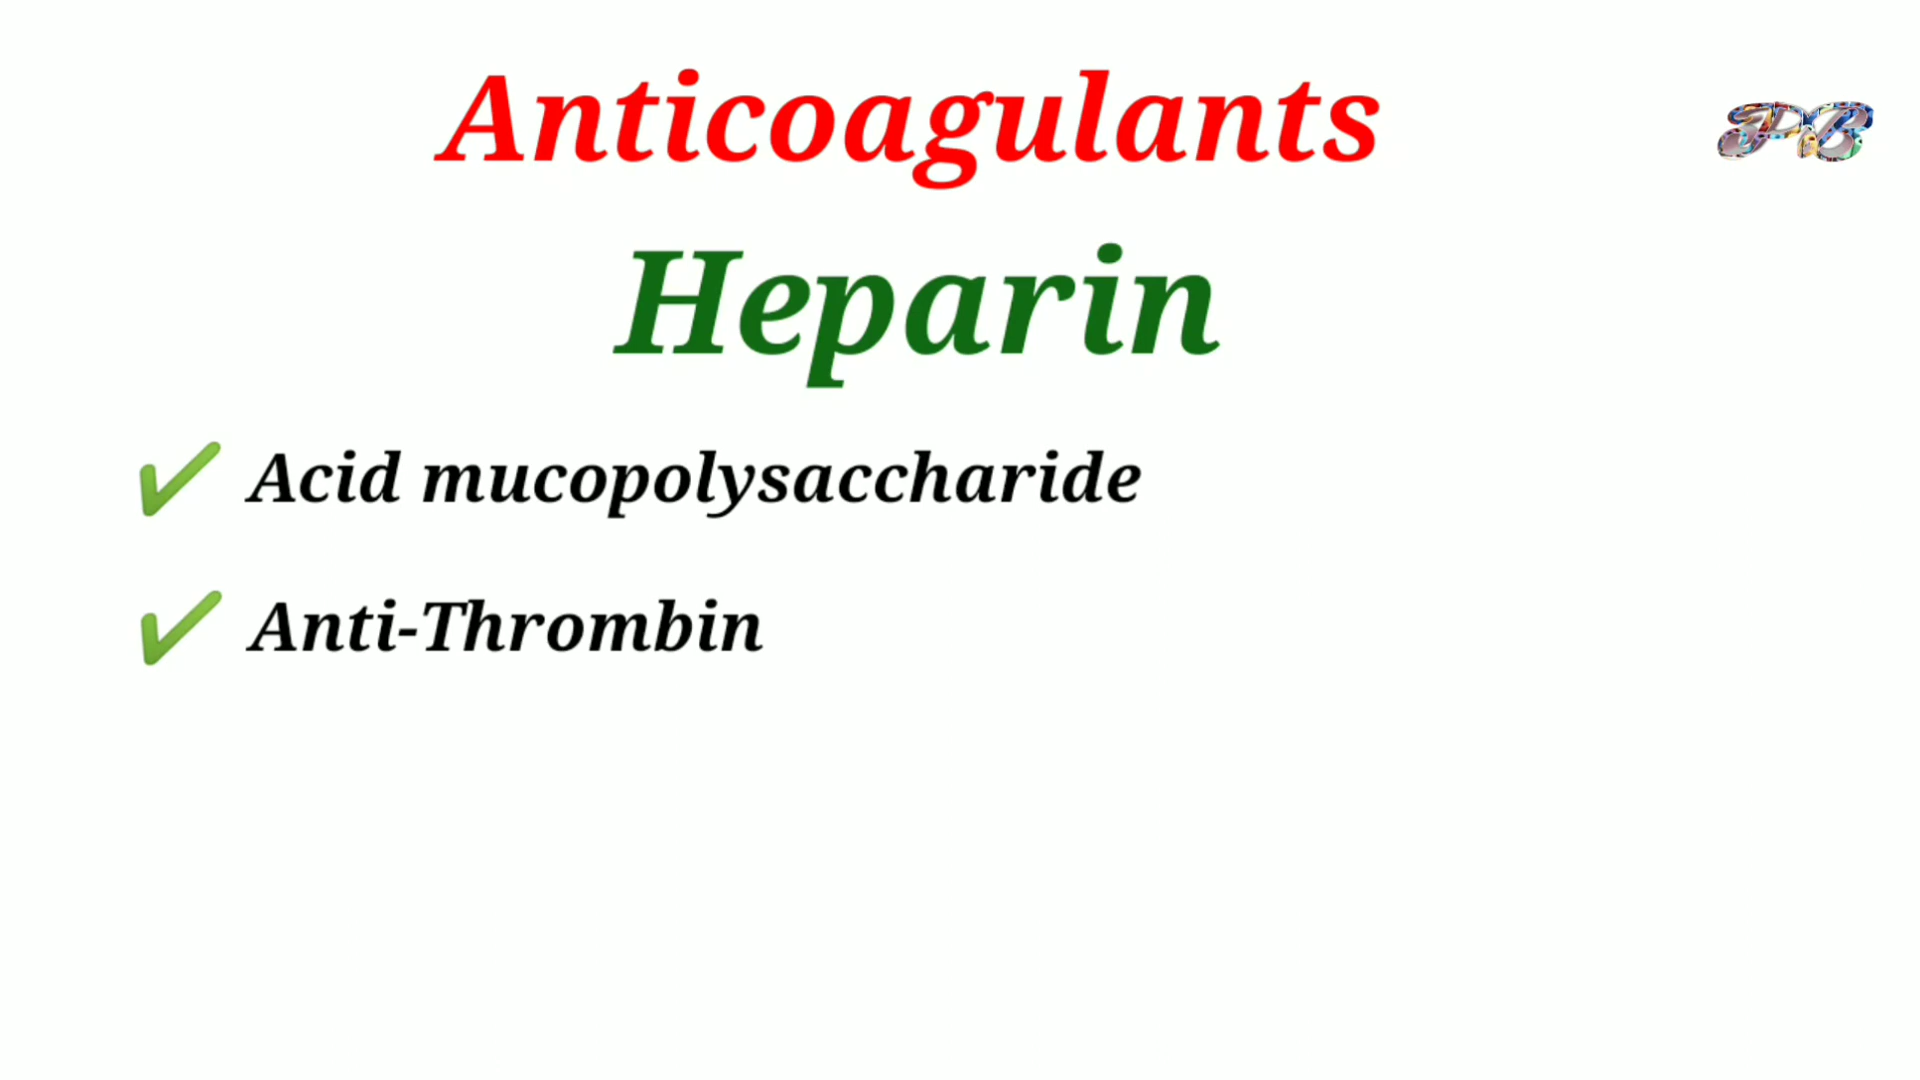 Anticoagulants
Heparin
✔ Acid mucopolysaccharide
✔ Anti-Thrombin